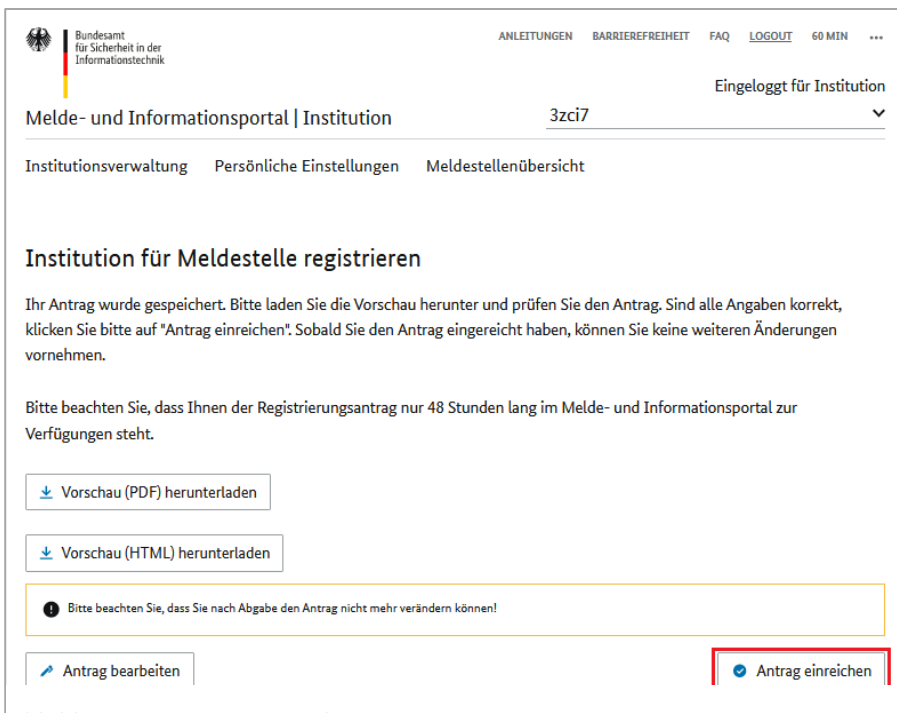 Bundesamt
für Sicherheit in der
Informationstechnik
ANLEITUNGEN BARRIEREFREIHEIT FAQ LOGOUT 60 MIN ...
Eingeloggt für Institution
Melde- und Informationsportal | Institution
3zci7
Institutionsverwaltung Persönliche Einstellungen Meldestellenübersicht
Institution für Meldestelle registrieren
Ihr Antrag wurde gespeichert. Bitte laden Sie die Vorschau herunter und prüfen Sie den Antrag. Sind alle Angaben korrekt,
klicken Sie bitte auf "Antrag einreichen". Sobald Sie den Antrag eingereicht haben, können Sie keine weiteren Änderungen
vornehmen.
Bitte beachten Sie, dass Ihnen der Registrierungsantrag nur 48 Stunden lang im Melde- und Informationsportal zur
Verfügungen steht.
Vorschau (PDF) herunterladen
Vorschau (HTML) herunterladen
Bitte beachten Sie, dass Sie nach Abgabe den Antrag nicht mehr verändern können!
Antrag bearbeiten
Antrag einreichen